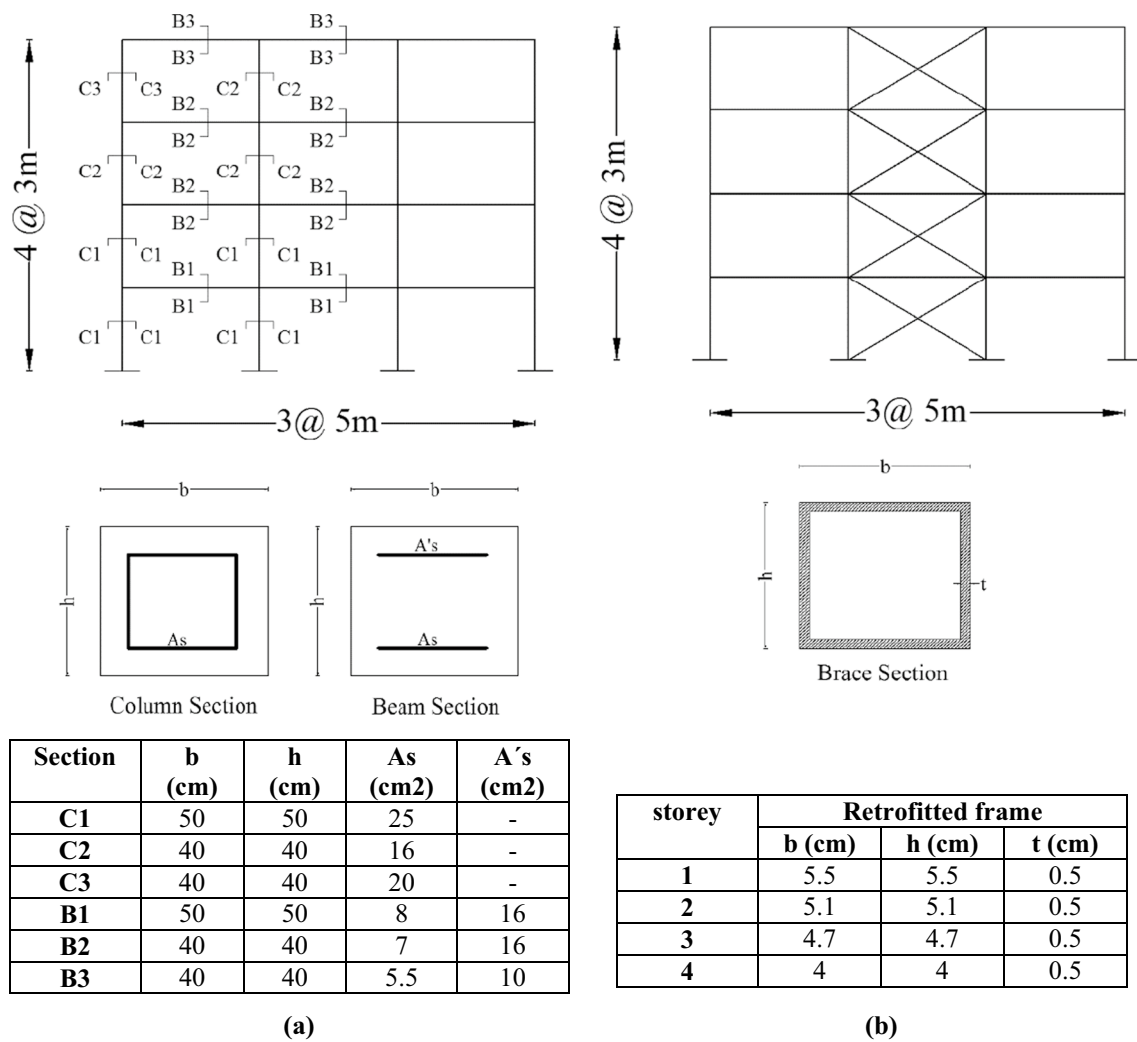 B3 B3
B3 B3
C3 C3 C2 C2
B2 B2
B2 B2
C2 C2 C2 C2
B2 B2
B2 B2
C1 C1 C1 C1
B1 B1
B1 B1
C1 C1 C1 C1
4 @ 3m
3@ 5m
4 @ 3m
3@ 5m
b
h
As
Column Section
b
h
A's
As
Beam Section
b
h
t
Brace Section
Section b (cm) h (cm) As (cm2) A´s (cm2)
C1 50 50 25 -
C2 40 40 16 -
C3 40 40 20 -
B1 50 50 8 16
B2 40 40 7 16
B3 40 40 5.5 10
(a)
storey Retrofitted frame
b (cm) h (cm) t (cm)
1 5.5 5.5 0.5
2 5.1 5.1 0.5
3 4.7 4.7 0.5
4 4 4 0.5
(b)